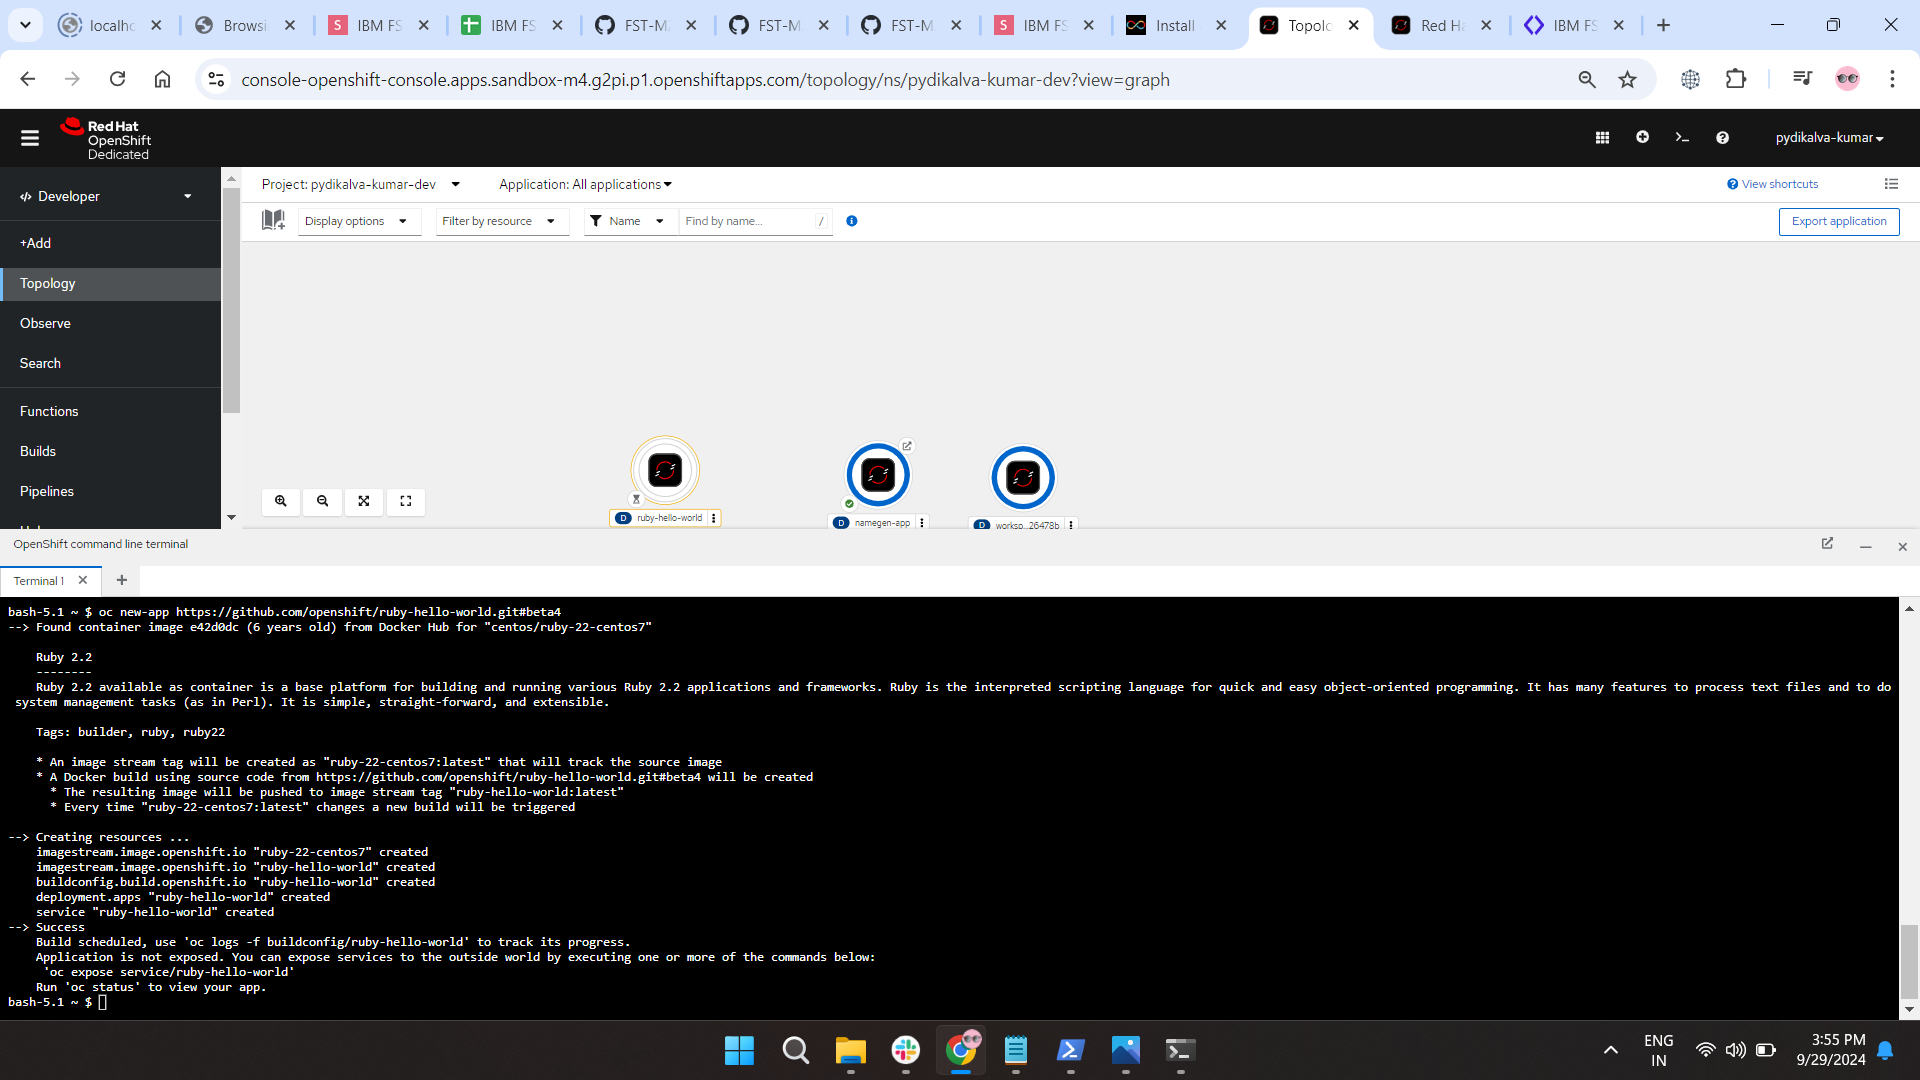 localhc
Browsi
IBM FS
IBM FS
FST-M
FST-M
FST-M
IBM FS
Install
Topolo
Red Ha
IBM FS
console-openshift-console.apps.sandbox-m4.g2pi.p1.openshiftapps.com/topology/ns/pydikalva-kumar-dev?view=graph
Red Hat
OpenShift
Dedicated
pydikalva-kumar
Developer
Project: pydikalva-kumar-dev
Application: All applications
View shortcuts
Display options
Filter by resource
Name
Find by name...
/
Export application
+Add
Topology
Observe
Search
Functions
Builds
Pipelines
D ruby-hello-world
D namegen-app
D worksp...26478b
OpenShift command line terminal
Terminal 1
bash-5.1 ~ $ oc new-app https://github.com/openshift/ruby-hello-world.git#beta4
--> Found container image e42d0dc (6 years old) from Docker Hub for "centos/ruby-22-centos7"
Ruby 2.2
--------
Ruby 2.2 available as container is a base platform for building and running various Ruby 2.2 applications and frameworks. Ruby is the interpreted scripting language for quick and easy object-oriented programming. It has many features to process text files and to do
system management tasks (as in Perl). It is simple, straight-forward, and extensible.
Tags: builder, ruby, ruby22
* An image stream tag will be created as "ruby-22-centos7:latest" that will track the source image
* A Docker build using source code from https://github.com/openshift/ruby-hello-world.git#beta4 will be created
* The resulting image will be pushed to image stream tag "ruby-hello-world:latest"
* Every time "ruby-22-centos7:latest" changes a new build will be triggered
--> Creating resources ...
imagestream.image.openshift.io "ruby-22-centos7" created
imagestream.image.openshift.io "ruby-hello-world" created
buildconfig.build.openshift.io "ruby-hello-world" created
deployment.apps "ruby-hello-world" created
service "ruby-hello-world" created
--> Success
Build scheduled, use 'oc logs -f buildconfig/ruby-hello-world' to track its progress.
Application is not exposed. You can expose services to the outside world by executing one or more of the commands below:
'oc expose service/ruby-hello-world'
Run 'oc status' to view your app.
bash-5.1 ~ $
ENG
IN
3:55 PM
9/29/2024